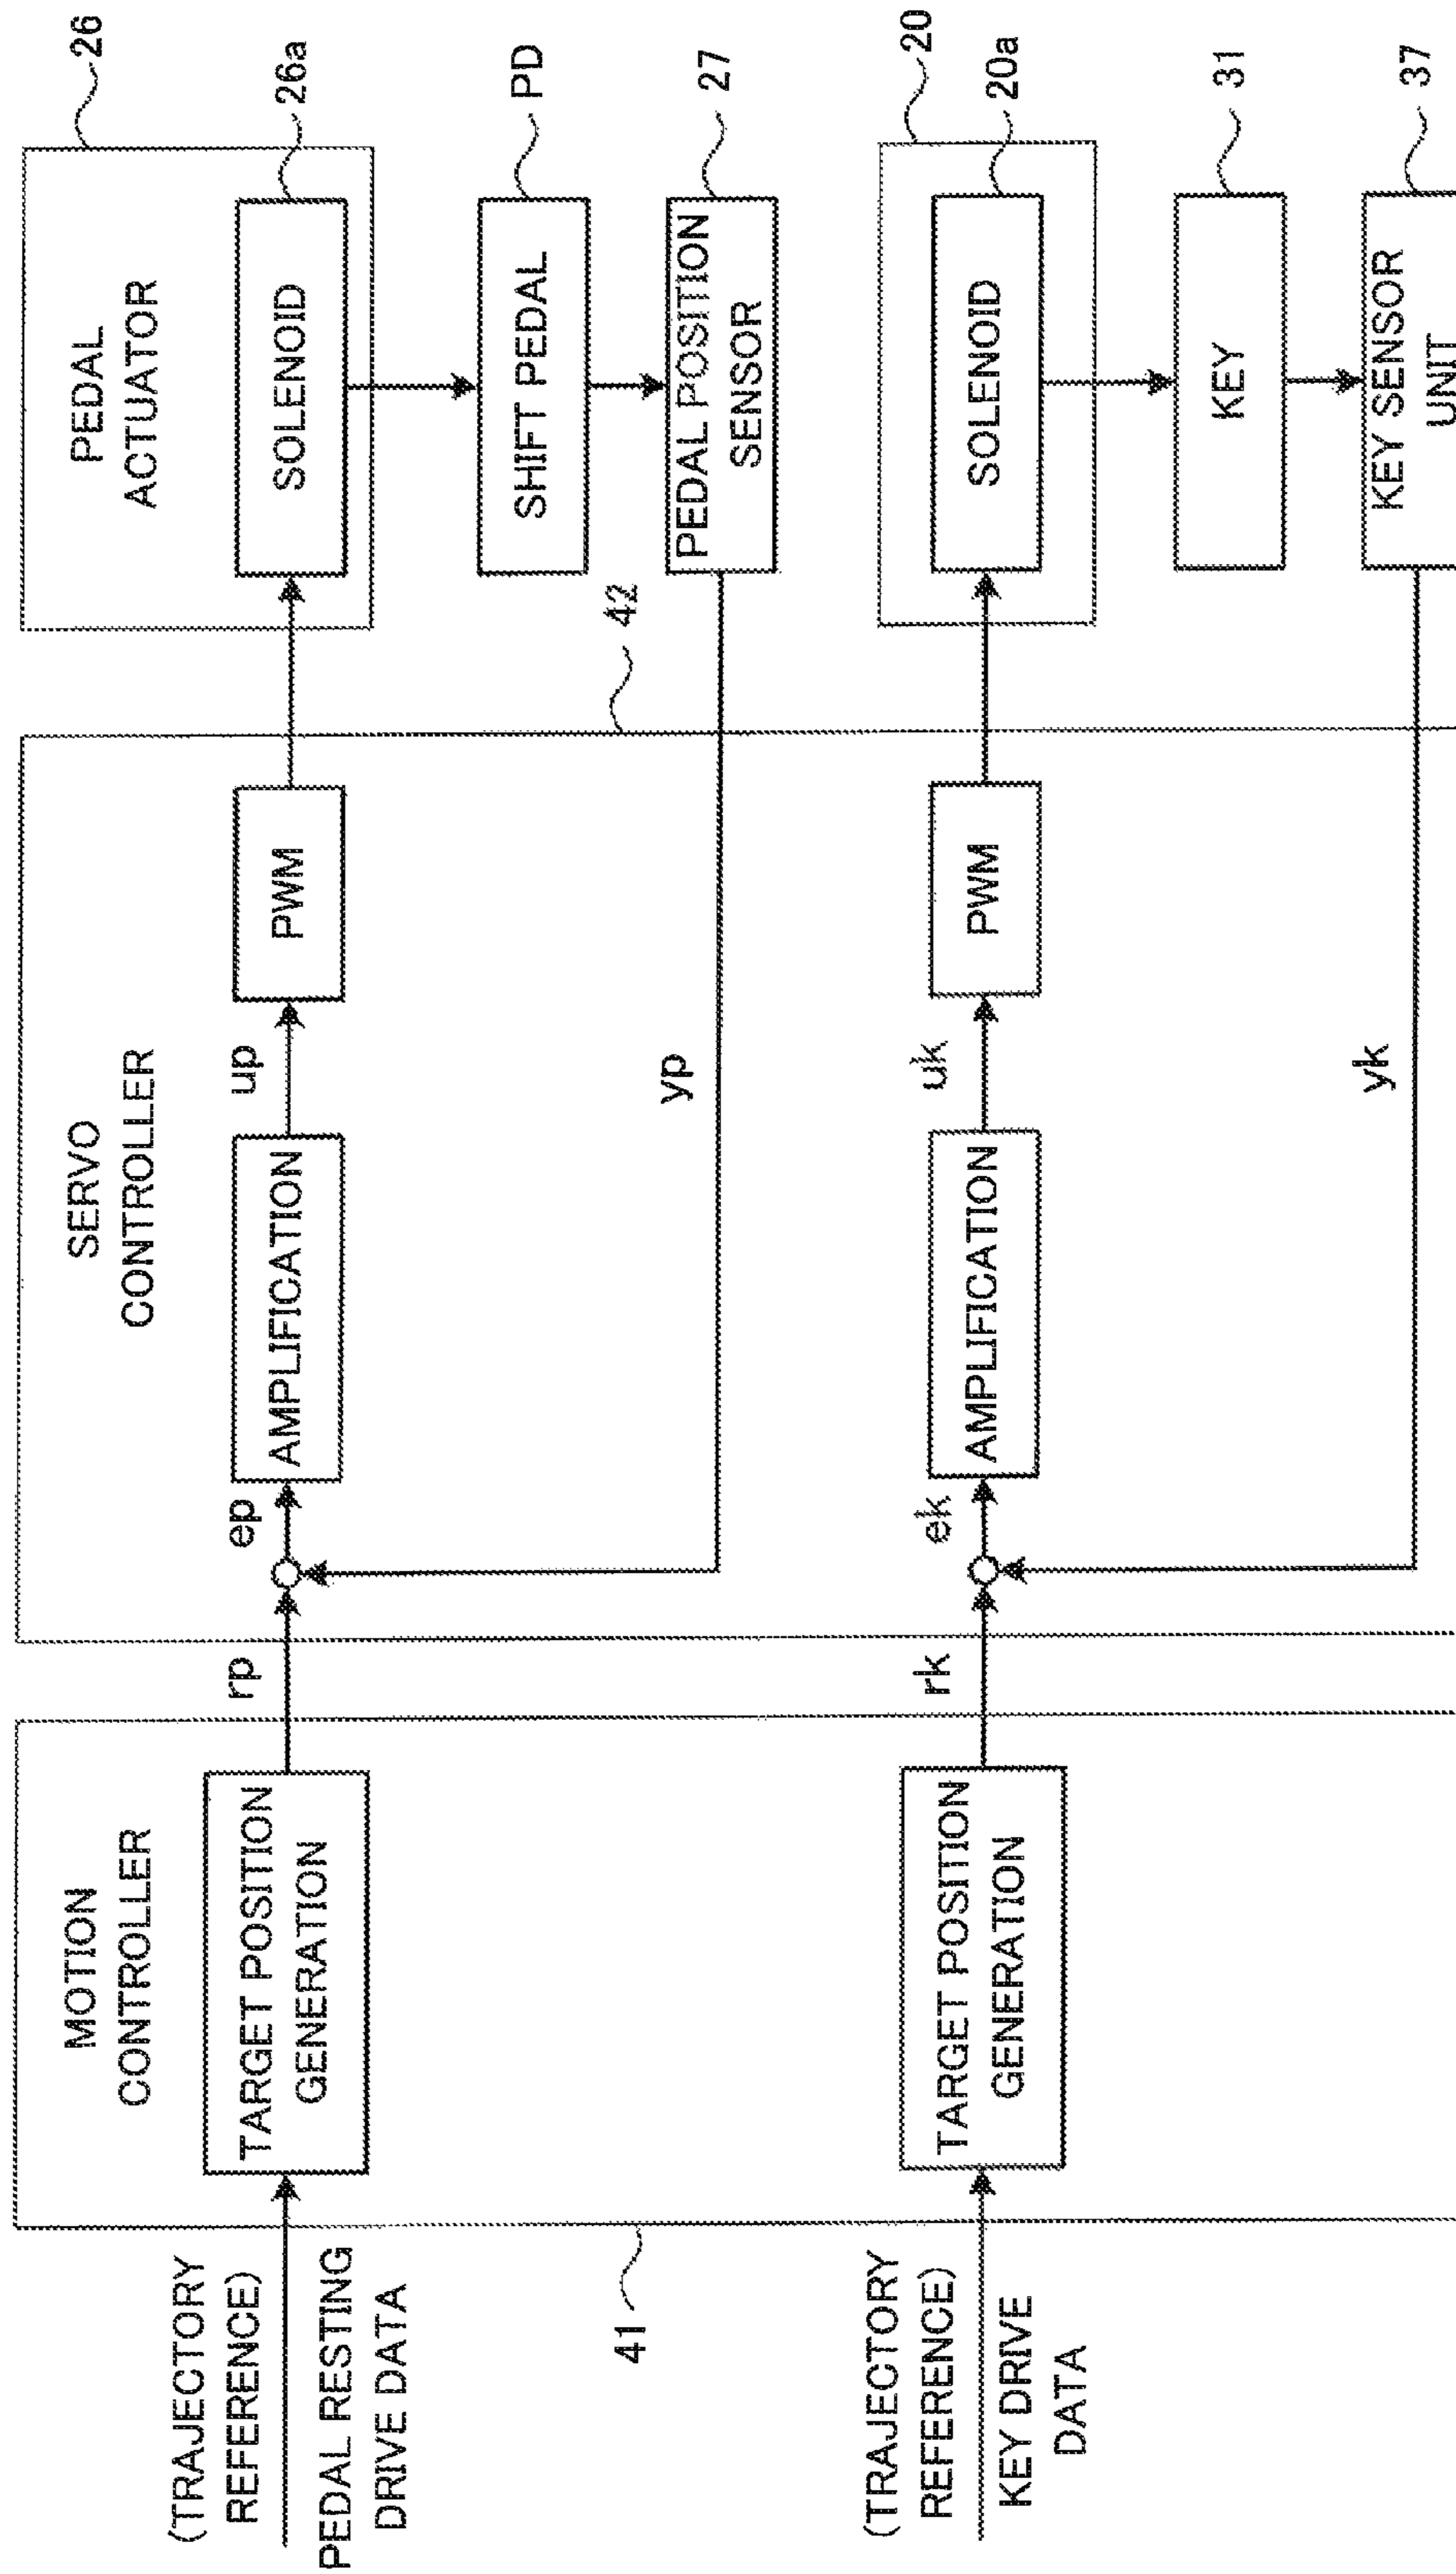 MOTION
CONTROLLER
SERVO
CONTROLLER
PEDAL
ACTUATOR
26
(TRAJECTORY
REFERENCE)
PEDAL RESTING
DRIVE DATA
TARGET POSITION
GENERATION
rp
ep
AMPLIFICATION
up
PWM
SOLENOID
26a
SHIFT PEDAL
PD
yp
PEDAL POSITION
SENSOR
27
41
42
20
(TRAJECTORY
REFERENCE)
KEY DRIVE
DATA
TARGET POSITION
GENERATION
rk
ek
AMPLIFICATION
uk
PWM
SOLENOID
20a
KEY
31
yk
KEY SENSOR
UNIT
37